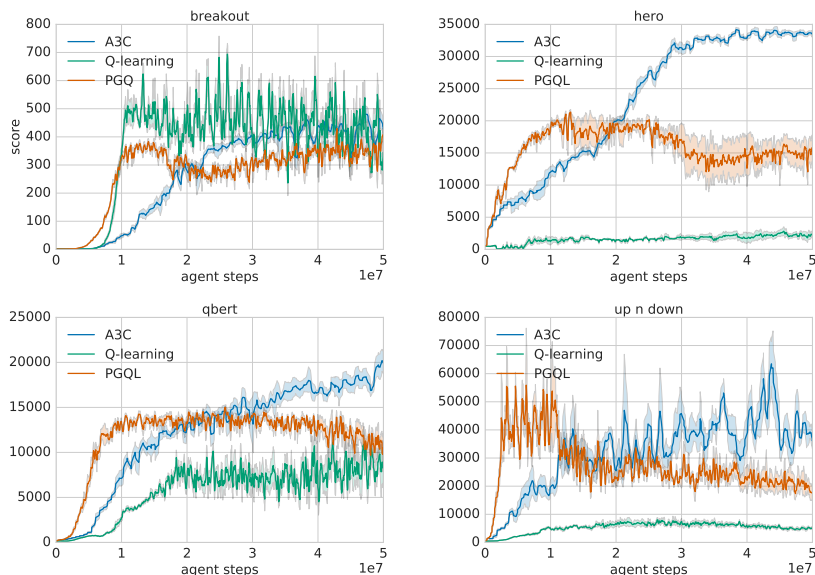 breakout
800
700
600
500
400
300
200
100
0
score
A3C
Q-learning
PGQ
0 1 2 3 4 5
agent steps 1e7
hero
35000
30000
25000
20000
15000
10000
5000
0
A3C
Q-learning
PGQL
0 1 2 3 4 5
agent steps 1e7
qbert
25000
20000
15000
10000
5000
0
A3C
Q-learning
PGQL
0 1 2 3 4 5
agent steps 1e7
up n down
80000
70000
60000
50000
40000
30000
20000
10000
0
A3C
Q-learning
PGQL
0 1 2 3 4 5
agent steps 1e7